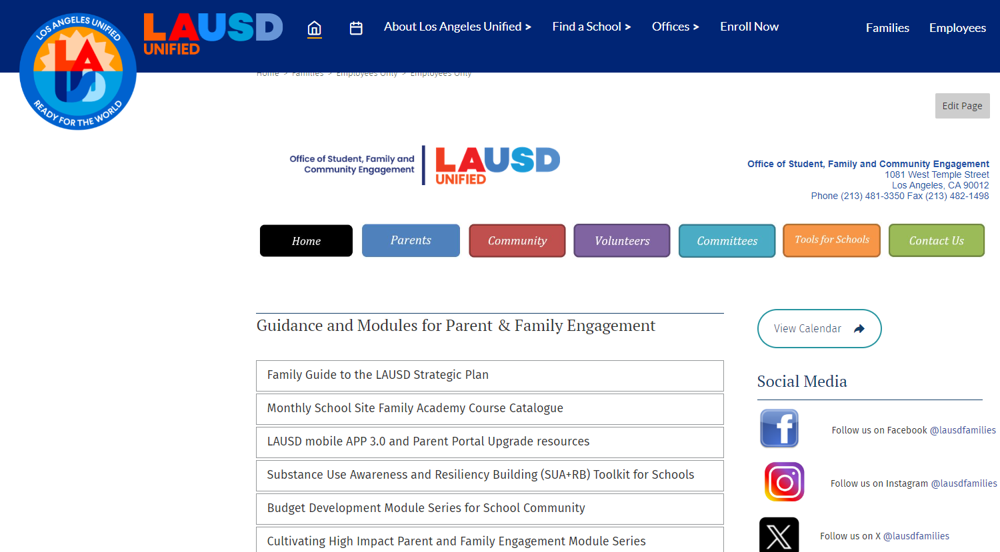 LOS ANGELES UNIFIED
LAUSD
READY FOR THE WORLD
LAUSD
UNIFIED
About Los Angeles Unified >
Find a School >
Offices >
Enroll Now
Families
Employees
Home > Families > Employees Only > Employees Only
Edit Page
Office of Student, Family and
Community Engagement
LAUSD
UNIFIED
Office of Student, Family and Community Engagement
1081 West Temple Street
Los Angeles, CA 90012
Phone (213) 481-3350 Fax (213) 482-1498
Home
Parents
Community
Volunteers
Committees
Tools for Schools
Contact Us
Guidance and Modules for Parent & Family Engagement
Family Guide to the LAUSD Strategic Plan
Monthly School Site Family Academy Course Catalogue
LAUSD mobile APP 3.0 and Parent Portal Upgrade resources
Substance Use Awareness and Resiliency Building (SUA+RB) Toolkit for Schools
Budget Development Module Series for School Community
Cultivating High Impact Parent and Family Engagement Module Series
View Calendar
Social Media
Follow us on Facebook @lausdfamilies
Follow us on Instagram @lausdfamilies
Follow us on X @lausdfamilies